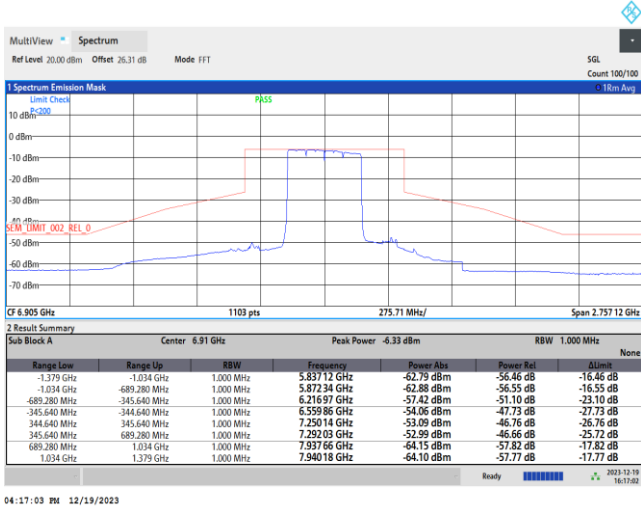 MultiView Spectrum
Ref Level 20.00 dBm Offset 26.31 dB Mode FFT SGL
Count 100/100
1 Spectrum Emission Mask 1Rm Avg
Limit Check PASS
P<200
10 dBm
0 dBm
-10 dBm
-20 dBm
-30 dBm
-40 dBm
SEM_LIMIT_002_REL_0
-50 dBm
-60 dBm
-70 dBm
CF 6.905 GHz 1103 pts 275.71 MHz/ Span 2.757 12 GHz
2 Result Summary
Sub Block A Center 6.91 GHz Peak Power -6.33 dBm RBW 1.000 MHz
None
Range Low Range Up RBW Frequency Power Abs Power Rel ΔLimit
-1.379 GHz -1.034 GHz 1.000 MHz 5.837 12 GHz -62.79 dBm -56.46 dB -16.46 dB
-1.034 GHz -689.280 MHz 1.000 MHz 5.872 34 GHz -62.88 dBm -56.55 dB -16.55 dB
-689.280 MHz -345.640 MHz 1.000 MHz 6.216 97 GHz -57.42 dBm -51.10 dB -23.10 dB
-345.640 MHz -344.640 MHz 1.000 MHz 6.559 86 GHz -54.06 dBm -47.73 dB -27.73 dB
344.640 MHz 345.640 MHz 1.000 MHz 7.250 14 GHz -53.09 dBm -46.76 dB -26.76 dB
345.640 MHz 689.280 MHz 1.000 MHz 7.292 03 GHz -52.99 dBm -46.66 dB -25.72 dB
689.280 MHz 1.034 GHz 1.000 MHz 7.937 66 GHz -64.15 dBm -57.82 dB -17.82 dB
1.034 GHz 1.379 GHz 1.000 MHz 7.940 18 GHz -64.10 dBm -57.77 dB -17.77 dB
Ready 2023-12-19
16:17:02
04:17:03 PM 12/19/2023